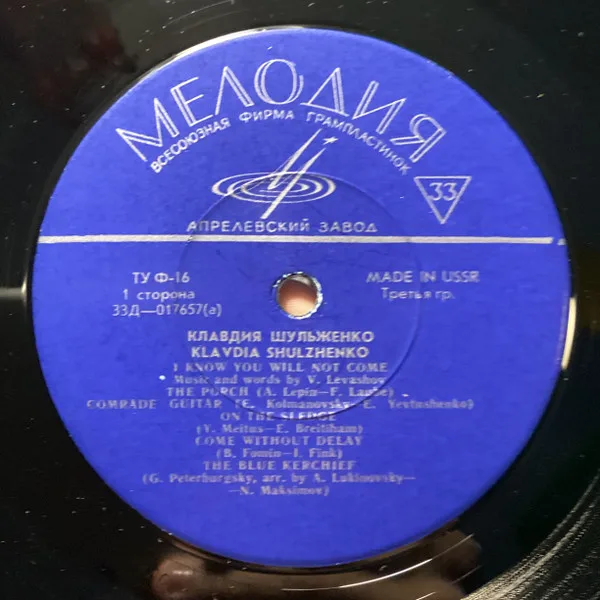 МЕЛОДИЯ
ВСЕСОЮЗНАЯ ФИРМА ГРАМПЛАСТИНОК
33
АПРЕЛЕВСКИЙ ЗАВОД
ТУ Ф-16
MADE IN USSR
1 сторона
Третья гр.
33Д—017657(а)
КЛАВДИЯ ШУЛЬЖЕНКО
KLAVDIA SHULZHENKO
I KNOW YOU WILL NOT COME
Music and words by V. Levashov
THE PORCH (A. Lepin—F. Laube)
COMRADE GUITAR (E. Kolmanovsky—E. Yevtushenko)
ON THE SLEDGE
(Y. Meitus—E. Breitiham)
COME WITHOUT DELAY
(B. Fomin—I. Fink)
THE BLUE KERCHIEF
(G. Peterburgsky, arr. by A. Lukinovsky—
—N. Maksimov)